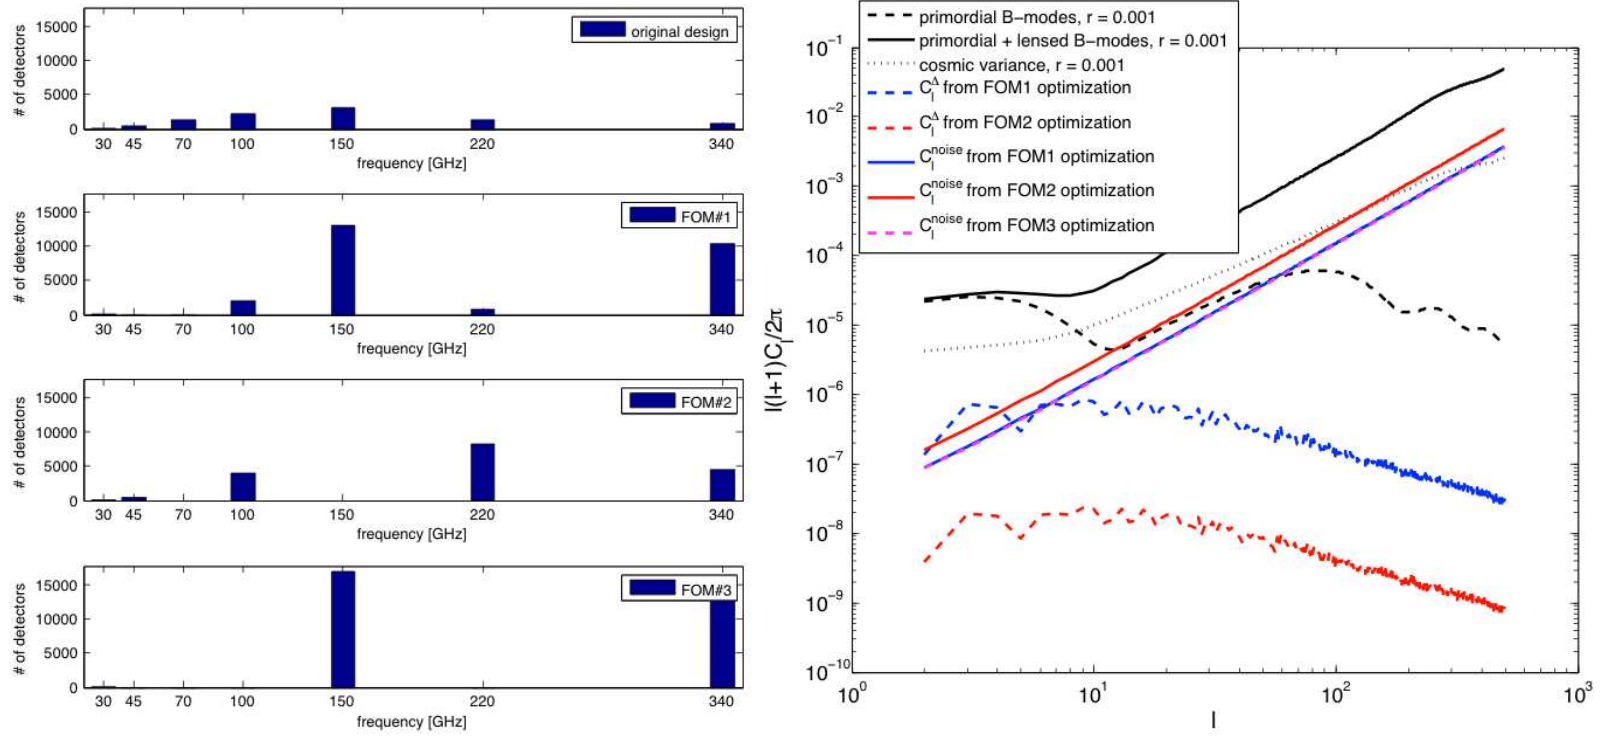 15000
10000
5000
0
# of detectors
original design
30 45 70 100 150 220 340
frequency [GHz]
15000
10000
5000
0
# of detectors
FOM#1
30 45 70 100 150 220 340
frequency [GHz]
15000
10000
5000
0
# of detectors
FOM#2
30 45 70 100 150 220 340
frequency [GHz]
15000
10000
5000
0
# of detectors
FOM#3
30 45 70 100 150 220 340
frequency [GHz]
primordial B−modes, r = 0.001
primordial + lensed B−modes, r = 0.001
cosmic variance, r = 0.001
C_l^Δ from FOM1 optimization
C_l^Δ from FOM2 optimization
C_l^noise from FOM1 optimization
C_l^noise from FOM2 optimization
C_l^noise from FOM3 optimization
10^−1
10^−2
10^−3
10^−4
10^−5
10^−6
10^−7
10^−8
10^−9
10^−10
l(l+1)C_l/2π
10^0 10^1 10^2 10^3
l